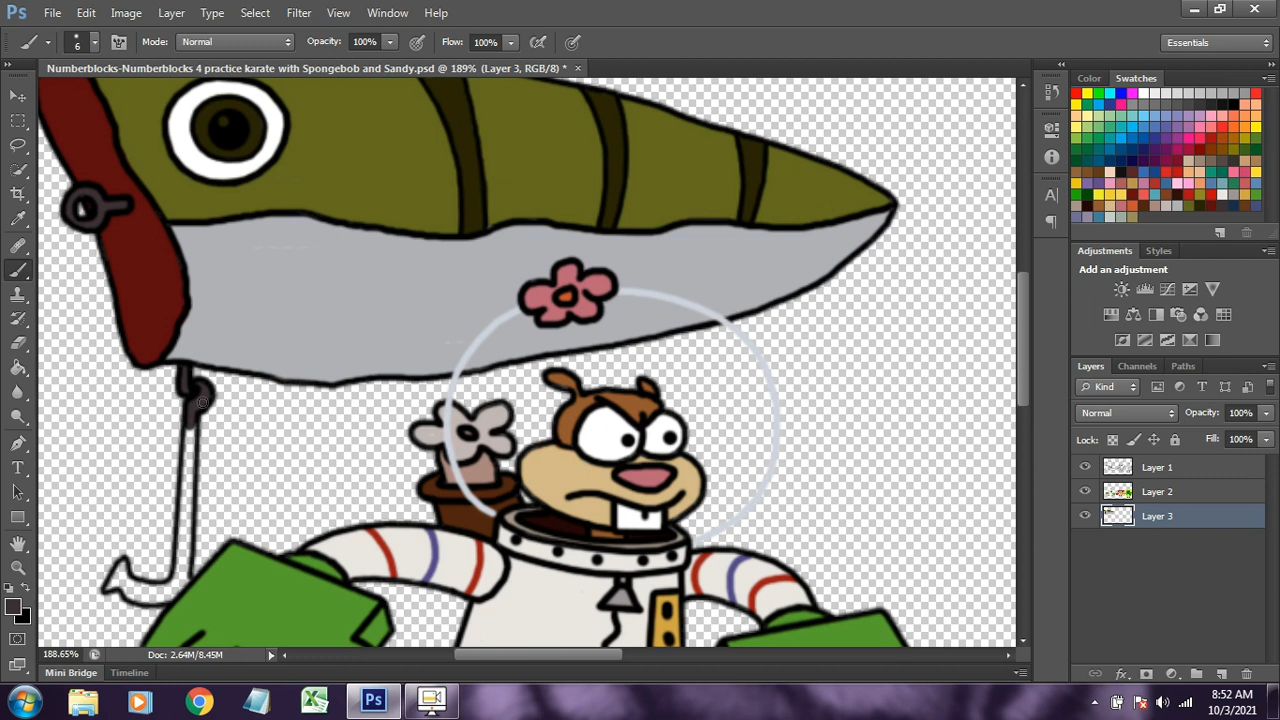 Ps File Edit Image Layer Type Select Filter View Window Help
6 Mode: Normal Opacity: 100% Flow: 100% Essentials
Numberblocks-Numberblocks 4 practice karate with Spongebob and Sandy.psd @ 189% (Layer 3, RGB/8) * ×
Color Swatches
Adjustments Styles
Add an adjustment
Layers Channels Paths
Kind
Normal Opacity: 100%
Lock: Fill: 100%
Layer 1
Layer 2
Layer 3
188.65% Doc: 2.64M/8.45M
Mini Bridge Timeline
8:52 AM
10/3/2021